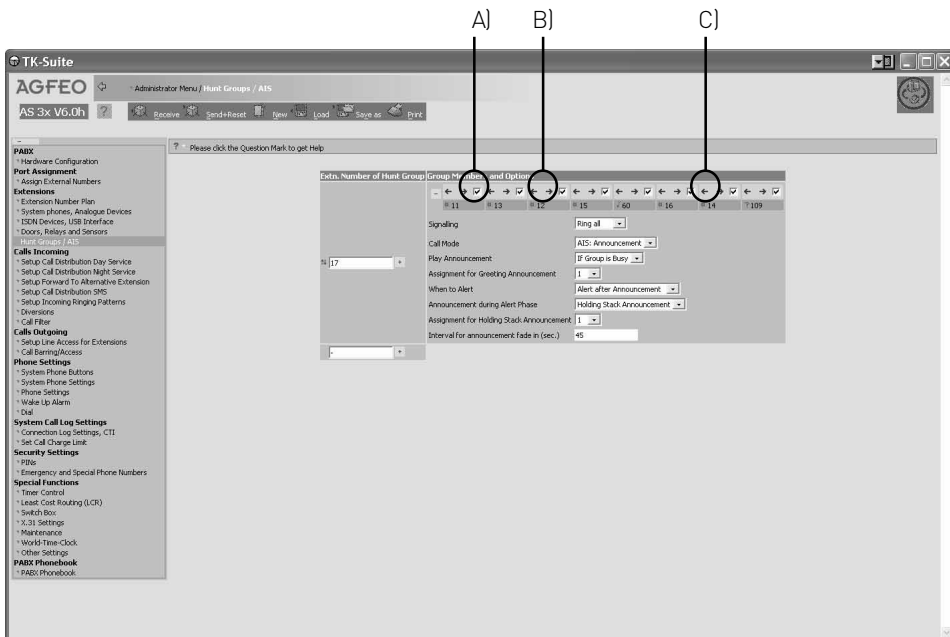 A) B) C)
TK-Suite
AGFEO
Administrator Menu / Hunt Groups / AIS
AS 3x V6.0h ? Receive Send+Reset New Load Save as Print
? Please click the Question Mark to get Help
PABX
Hardware Configuration
Port Assignment
Assign External Numbers
Extensions
Extension Number Plan
System phones, Analogue Devices
ISDN Devices, USB Interface
Doors, Relays and Sensors
Hunt Groups / AIS
Calls Incoming
Setup Call Distribution Day Service
Setup Call Distribution Night Service
Setup Forward To Alternative Extension
Setup Call Distribution SMS
Setup Incoming Ringing Patterns
Diversions
Call Filter
Calls Outgoing
Setup Line Access for Extensions
Call Barring/Access
Phone Settings
System Phone Buttons
System Phone Settings
Phone Settings
Wake Up Alarm
Dial
System Call Log Settings
Connection Log Settings, CTI
Set Call Charge Limit
Security Settings
PINs
Emergency and Special Phone Numbers
Special Functions
Timer Control
Least Cost Routing (LCR)
Switch Box
X.31 Settings
Maintenance
World-Time-Clock
Other Settings
PABX Phonebook
PABX Phonebook
Extn. Number of Hunt Group Group Members and Option
11 13 12 15 60 16 14 109
17
Signalling Ring all
Call Mode AIS: Announcement
Play Announcement If Group is Busy
Assignment for Greeting Announcement 1
When to Alert Alert after Announcement
Announcement during Alert Phase Holding Stack Announcement
Assignment for Holding Stack Announcement 1
Interval for announcement fade in (sec.) 45
-